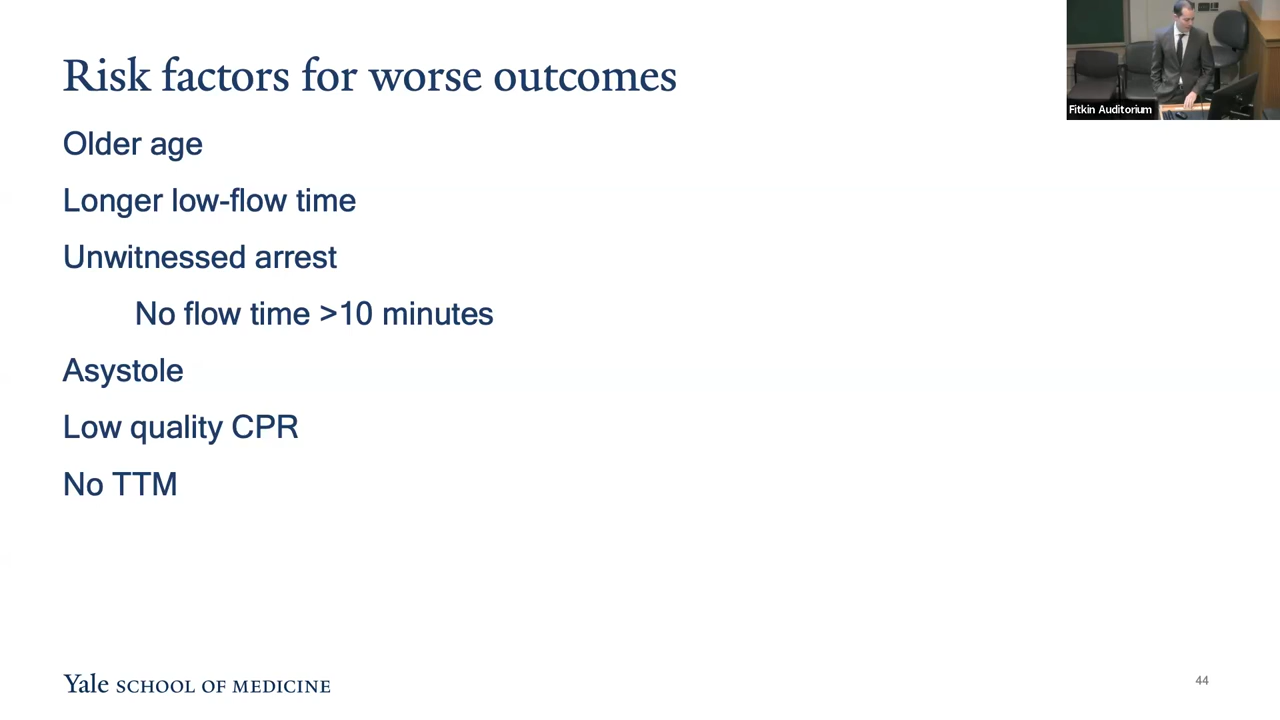 Risk factors for worse outcomes
Fitkin Auditorium
Older age
Longer low-flow time
Unwitnessed arrest
No flow time >10 minutes
Asystole
Low quality CPR
No TTM
Yale SCHOOL OF MEDICINE
44